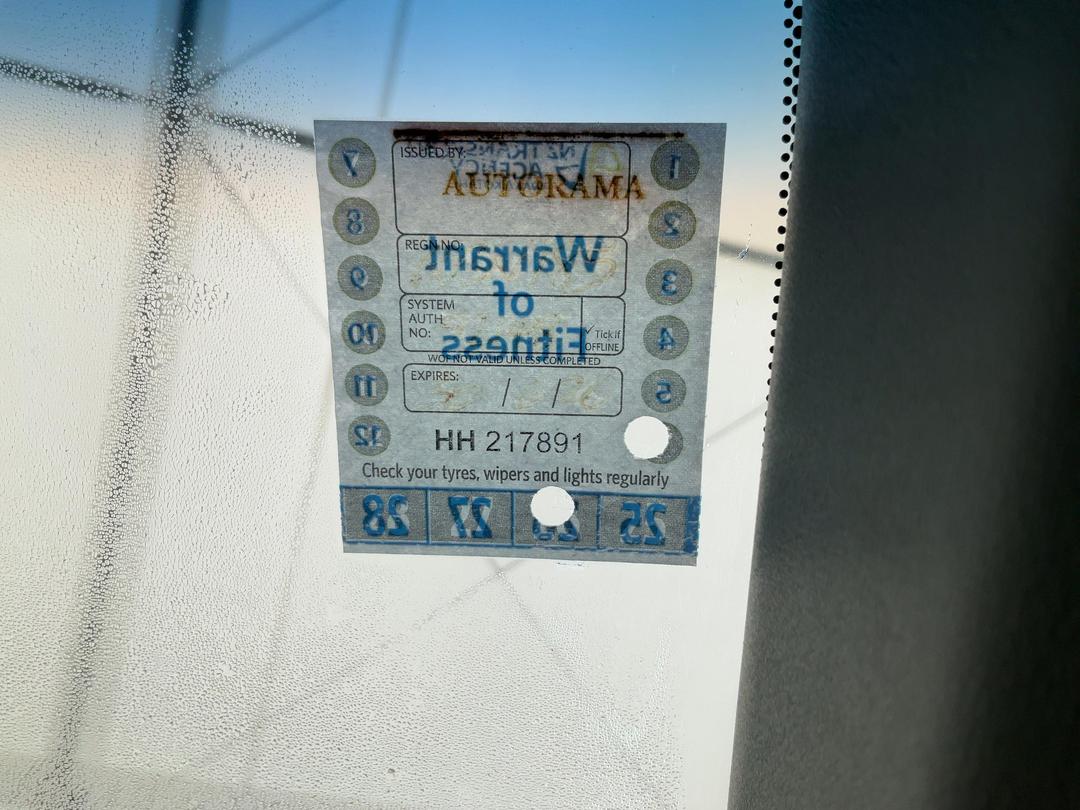 7
1
ISSUED BY:
NZ TRANSPORT
AGENCY
AUTORAMA
8
2
REGN NO:
Warrant
of
Fitness
9
3
SYSTEM
AUTH
NO:
✓ Tick if
OFFLINE
10
4
WOF NOT VALID UNLESS COMPLETED
11
5
EXPIRES:
/ /
12
HH 217891
Check your tyres, wipers and lights regularly
28 27 25